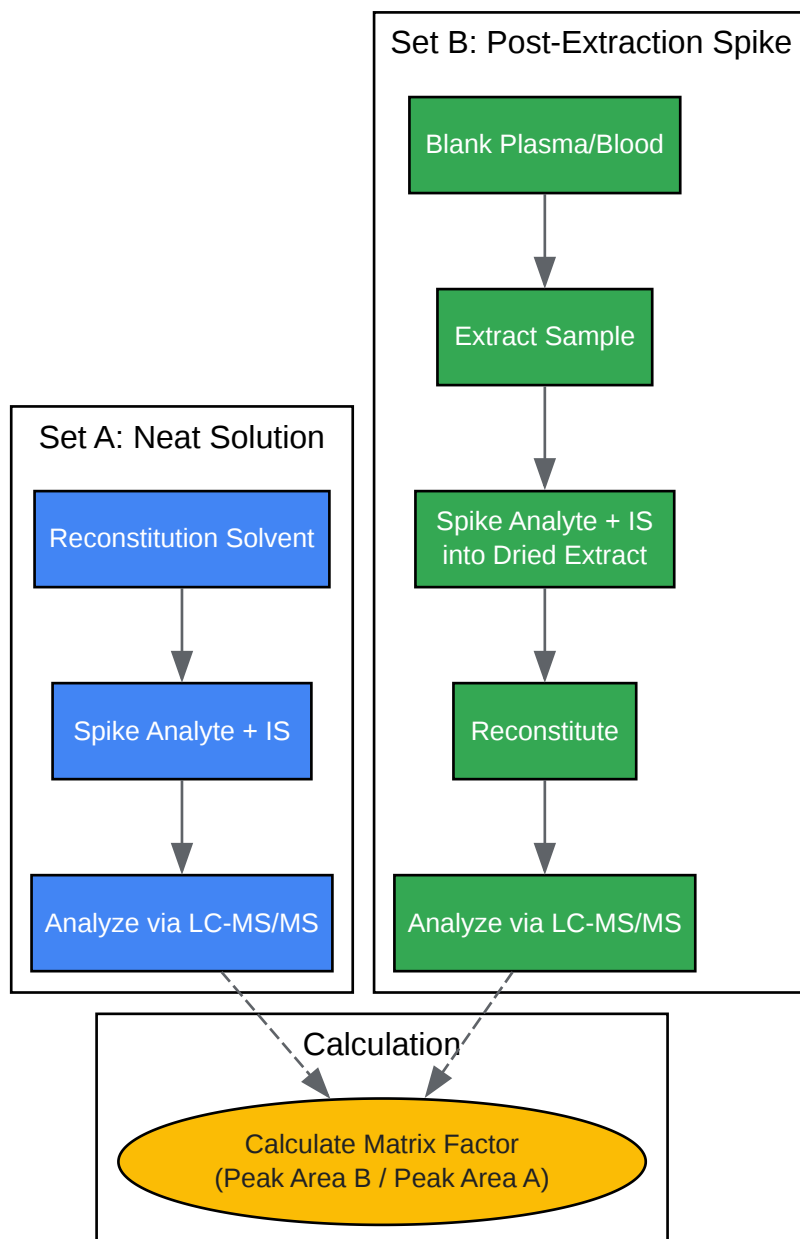 Set B: Post-Extraction Spike
Blank Plasma/Blood
Extract Sample
Spike Analyte + IS
into Dried Extract
Reconstitute
Analyze via LC-MS/MS
Set A: Neat Solution
Reconstitution Solvent
Spike Analyte + IS
Analyze via LC-MS/MS
Calculation
Calculate Matrix Factor
(Peak Area B / Peak Area A)